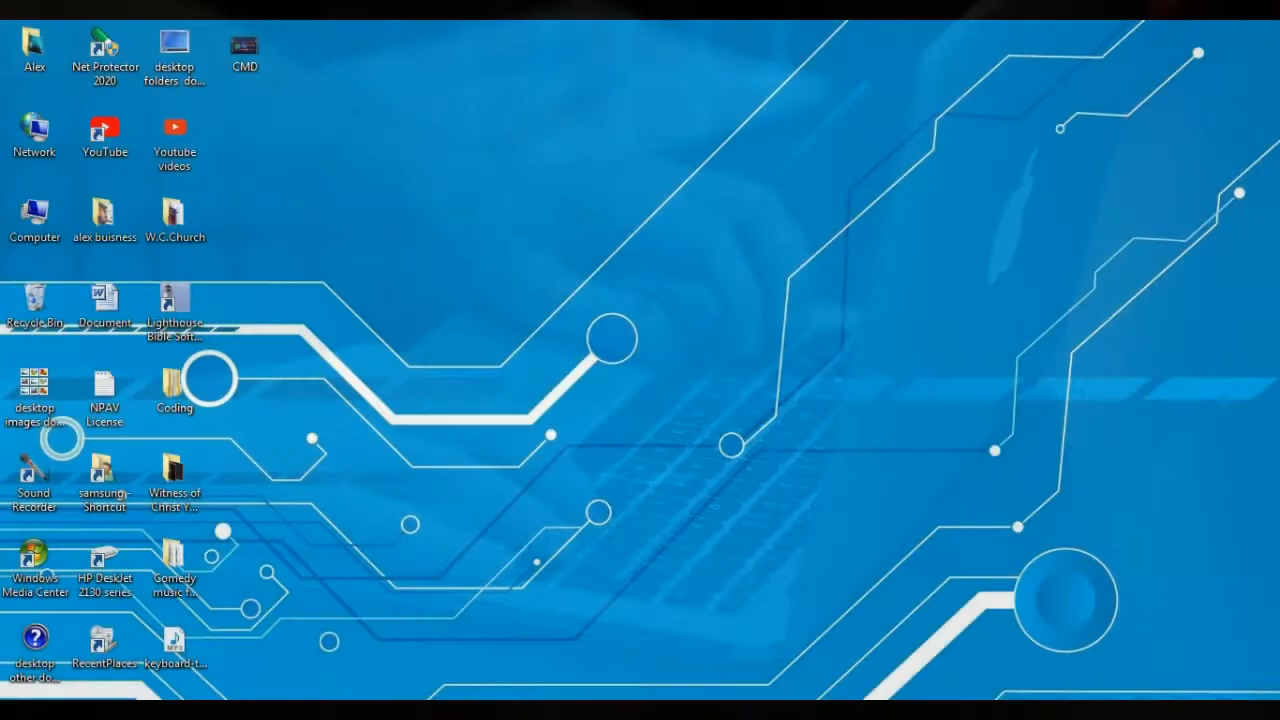 Alex
Net Protector
2020
desktop
folders do...
CMD
Network
YouTube
Youtube
videos
Computer
alex buisness
W.C.Church
Recycle Bin
Document
Lighthouse
Bible Soft...
desktop
images do...
NPAV
License
Coding
Sound
Recorder
samsung -
Shortcut
Witness of
Christ Y...
Windows
Media Center
HP DeskJet
2130 series
Comedy
music f...
desktop
other do...
RecentPlaces
keyboard-t...
MP3